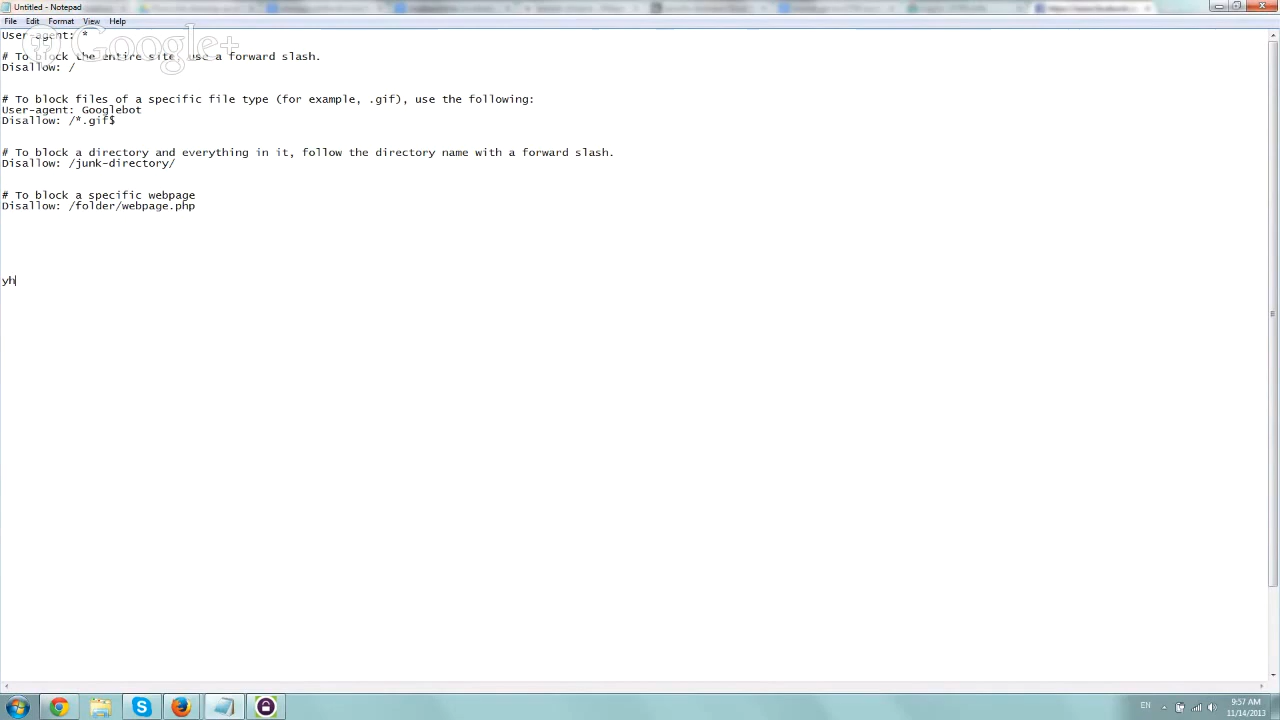 Untitled - Notepad
File Edit Format View Help
Google+
User-agent: *
# To block the entire site, use a forward slash.
Disallow: /
# To block files of a specific file type (for example, .gif), use the following:
User-agent: Googlebot
Disallow: /*.gif$
# To block a directory and everything in it, follow the directory name with a forward slash.
Disallow: /junk-directory/
# To block a specific webpage
Disallow: /folder/webpage.php
yh
EN
9:57 AM
11/14/2013